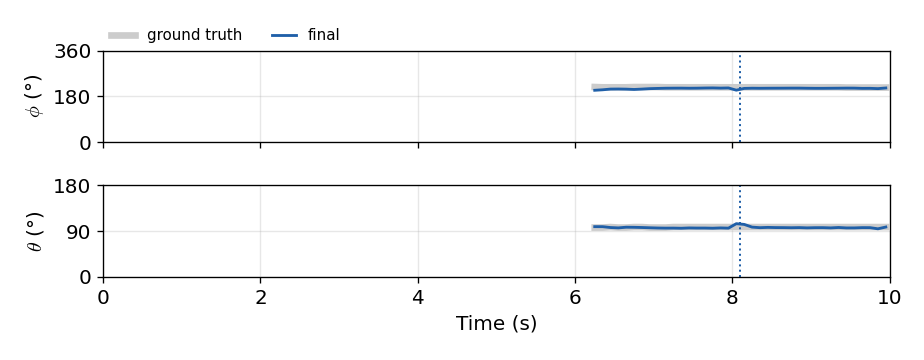 ground truth final
360
180
0
ϕ (°)
180
90
0
θ (°)
0 2 4 6 8 10
Time (s)